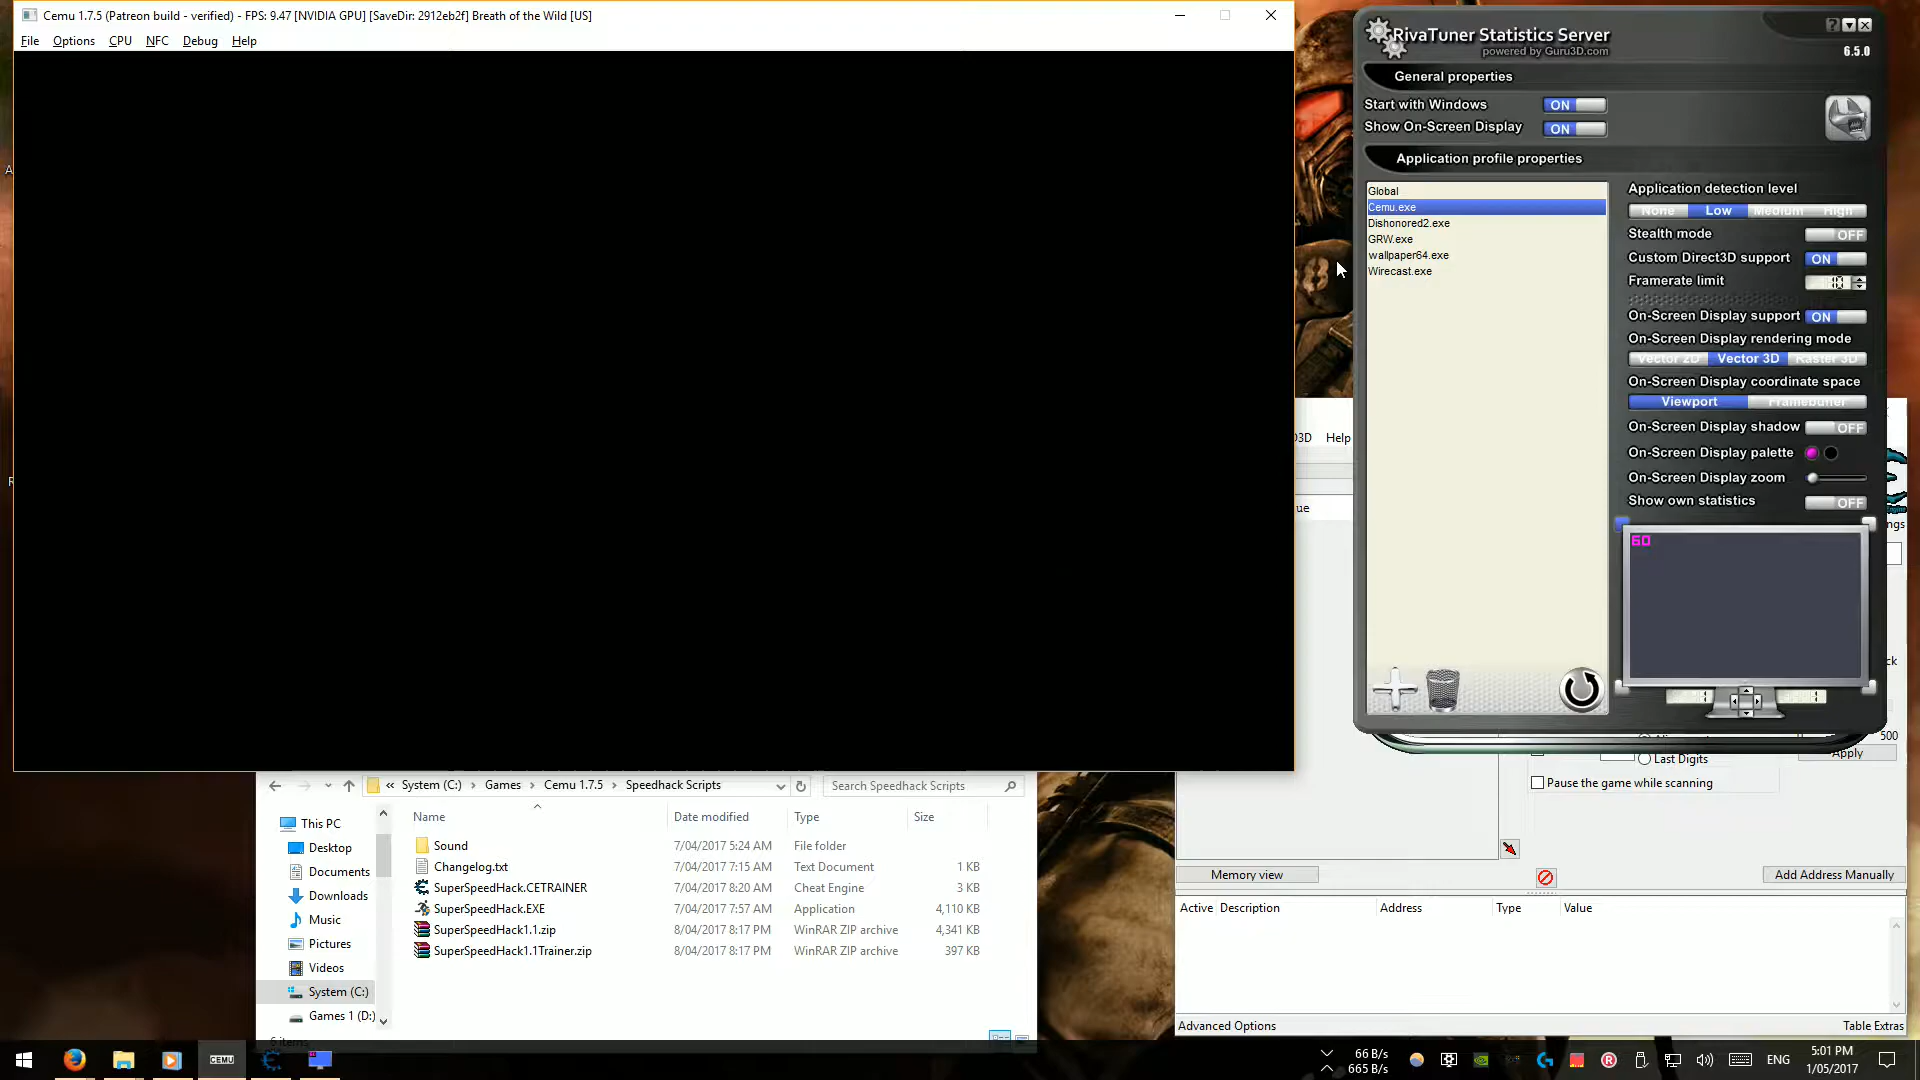 Cemu 1.7.5 (Patreon build - verified) - FPS: 9.47 [NVIDIA GPU] [SaveDir: 2912eb2f] Breath of the Wild [US]
File Options CPU NFC Debug Help
RivaTuner Statistics Server
powered by Guru3D.com
6.5.0
General properties
Start with Windows ON
Show On-Screen Display ON
Application profile properties
Global
Cemu.exe
Dishonored2.exe
GRW.exe
wallpaper64.exe
Wirecast.exe
Application detection level
None Low Medium High
Stealth mode OFF
Custom Direct3D support ON
Framerate limit 10
On-Screen Display support ON
On-Screen Display rendering mode
Vector 2D Vector 3D Raster 3D
On-Screen Display coordinate space
Viewport Framebuffer
On-Screen Display shadow OFF
On-Screen Display palette
On-Screen Display zoom
Show own statistics OFF
60
D3D Help
ue
ngs
ck
500
Last Digits
Apply
Pause the game while scanning
Memory view
Add Address Manually
Active Description Address Type Value
Advanced Options
Table Extras
« System (C:) > Games > Cemu 1.7.5 > Speedhack Scripts
Search Speedhack Scripts
This PC
Desktop
Documents
Downloads
Music
Pictures
Videos
System (C:)
Games 1 (D:)
Name Date modified Type Size
Sound 7/04/2017 5:24 AM File folder
Changelog.txt 7/04/2017 7:15 AM Text Document 1 KB
SuperSpeedHack.CETRAINER 7/04/2017 8:20 AM Cheat Engine 3 KB
SuperSpeedHack.EXE 7/04/2017 7:57 AM Application 4,110 KB
SuperSpeedHack1.1.zip 8/04/2017 8:17 PM WinRAR ZIP archive 4,341 KB
SuperSpeedHack1.1Trainer.zip 8/04/2017 8:17 PM WinRAR ZIP archive 397 KB
6 items
CEMU
66 B/s
665 B/s
ENG
5:01 PM
1/05/2017